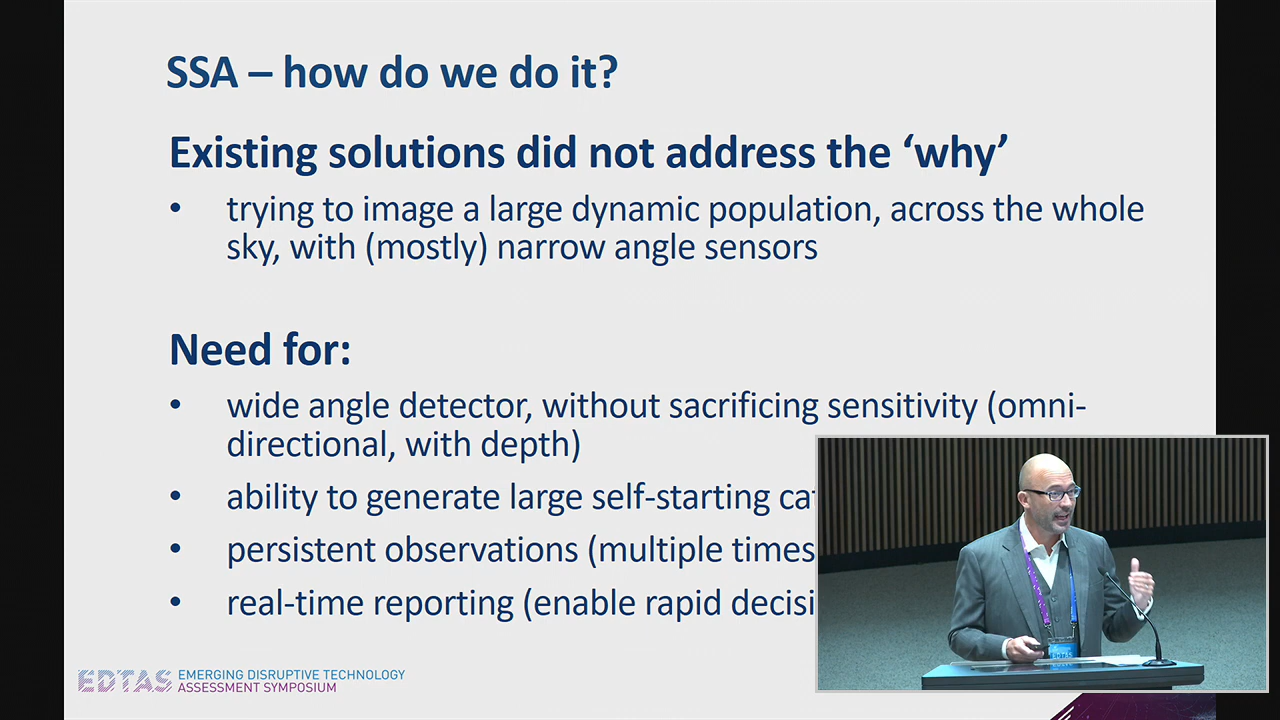 SSA – how do we do it?
Existing solutions did not address the ‘why’
• trying to image a large dynamic population, across the whole
sky, with (mostly) narrow angle sensors
Need for:
• wide angle detector, without sacrificing sensitivity (omni-
directional, with depth)
• ability to generate large self-starting
• persistent observations (multiple times
• real-time reporting (enable rapid
EDTAS EMERGING DISRUPTIVE TECHNOLOGY
ASSESSMENT SYMPOSIUM
EDTAS